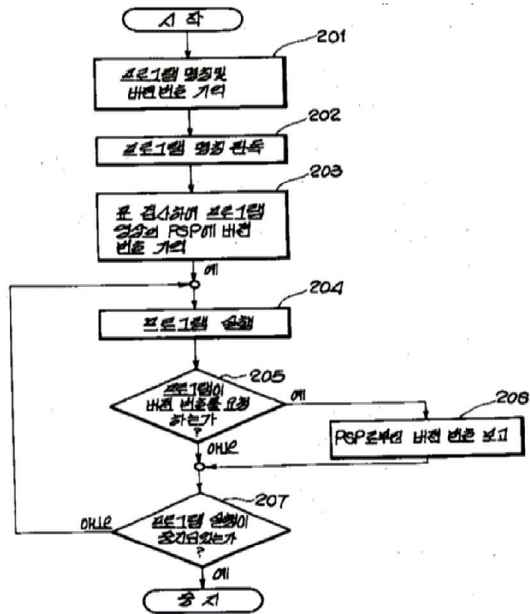 시 작
201
프로그램 명칭및
버젼 번호 기억
202
프로그램 명칭 판독
203
표 검사하여 프로그램
영상의 PSP에 버젼
번호 기억
예
204
프로그램 실행
205
프로그램이
버젼 번호를 요청
하는가
?
예
206
PSP로부터 버젼 번호 보고
아니오
207
프로그램 실행이
중지되었는가
?
아니오
예
중 지